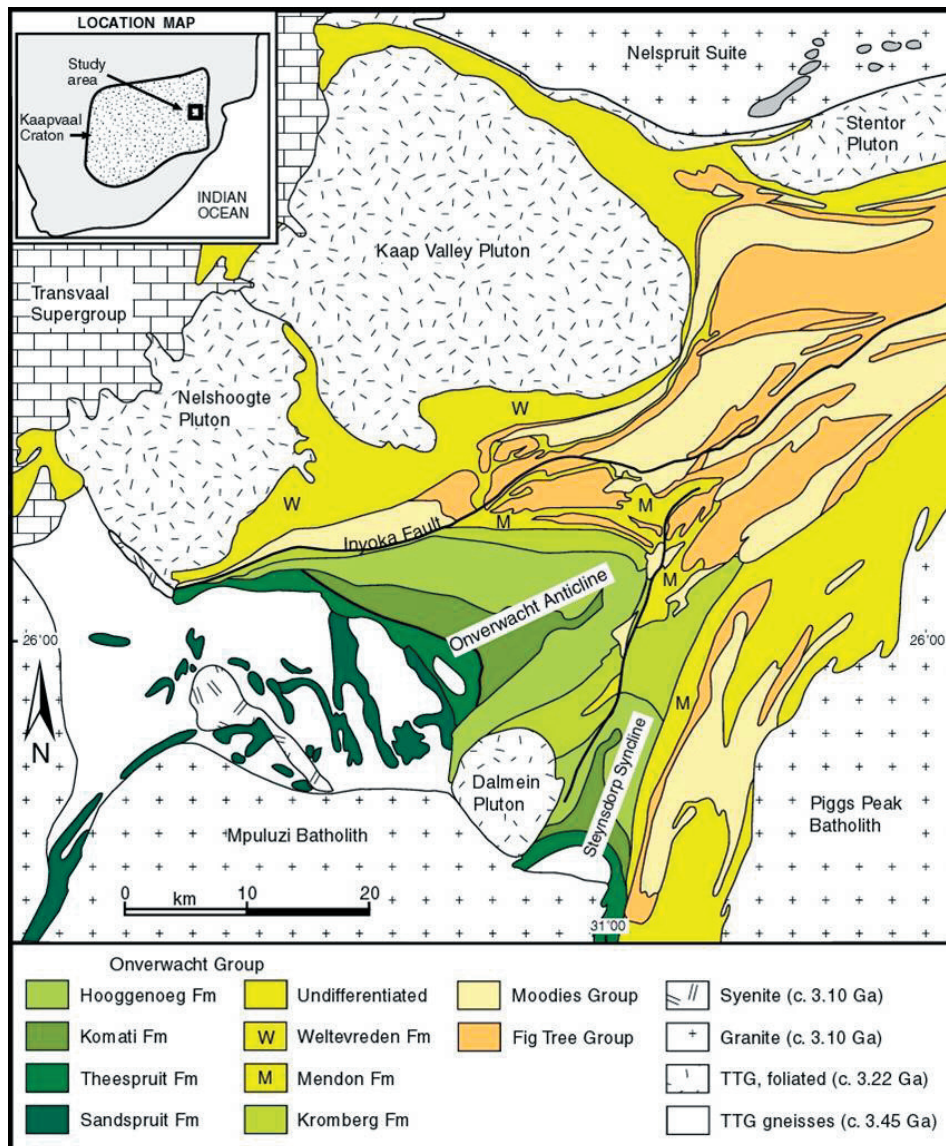 LOCATION MAP
Study
area
Kaapvaal
Craton
INDIAN
OCEAN
Nelspruit Suite
Stentor
Pluton
Kaap Valley Pluton
Transvaal
Supergroup
Nelshoogte
Pluton
W
W
M
M
Inyoka Fault
M
Onverwacht Anticline
26°00
26°00
N
M
Steynsdorp Syncline
Dalmein
Pluton
Mpuluzi Batholith
Piggs Peak
Batholith
0 10 20
km
31°00
Onverwacht Group
Hooggenoeg Fm
Komati Fm
Theespruit Fm
Sandspruit Fm
Undifferentiated
W Weltevreden Fm
M Mendon Fm
Kromberg Fm
Moodies Group
Fig Tree Group
Syenite (c. 3.10 Ga)
Granite (c. 3.10 Ga)
TTG, foliated (c. 3.22 Ga)
TTG gneisses (c. 3.45 Ga)